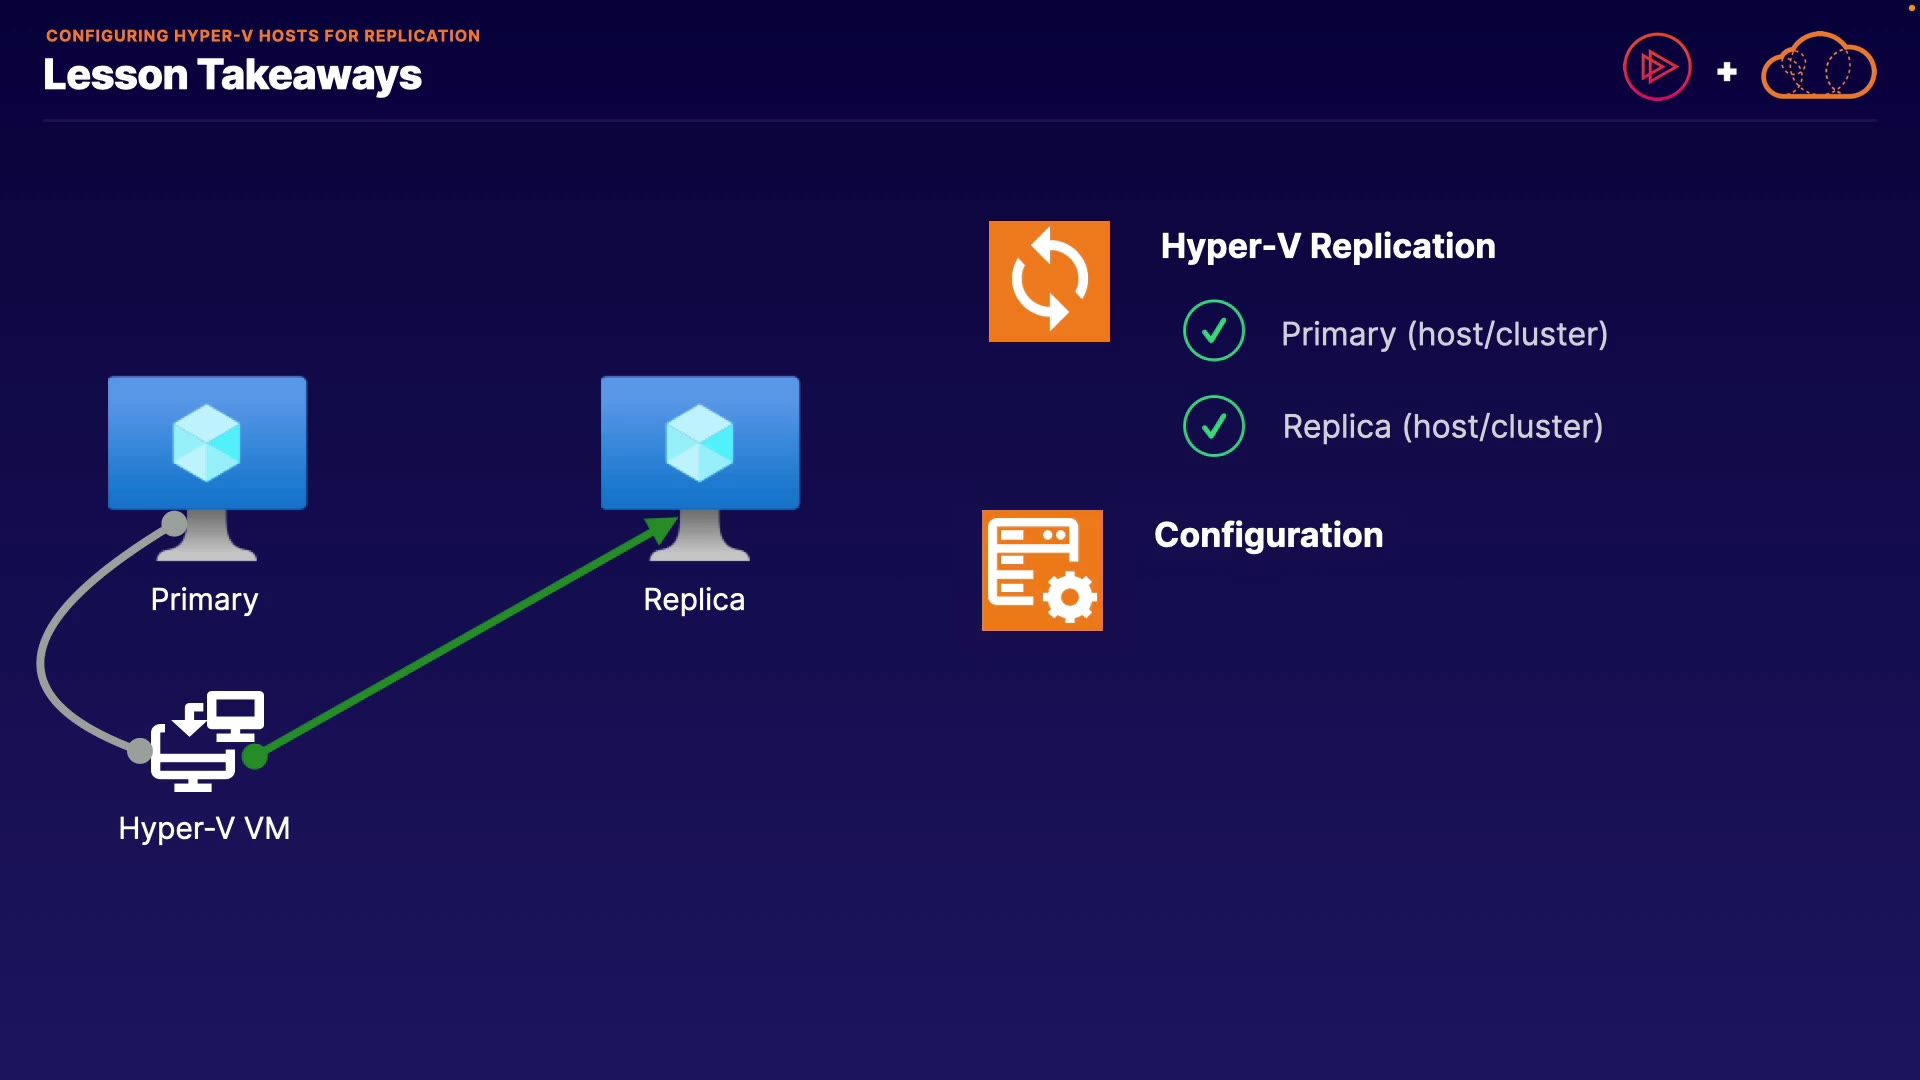 CONFIGURING HYPER-V HOSTS FOR REPLICATION
Lesson Takeaways
Primary
Replica
Hyper-V VM
Hyper-V Replication
Primary (host/cluster)
Replica (host/cluster)
Configuration